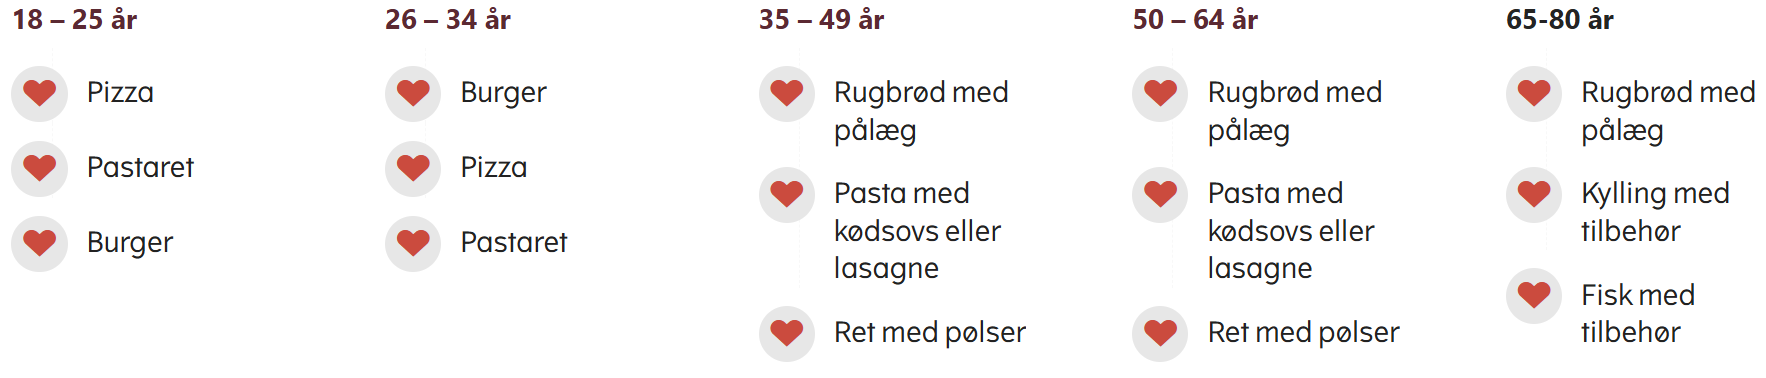 18 – 25 år
Pizza
Pastaret
Burger
26 – 34 år
Burger
Pizza
Pastaret
35 – 49 år
Rugbrød med
pålæg
Pasta med
kødsovs eller
lasagne
Ret med pølser
50 – 64 år
Rugbrød med
pålæg
Pasta med
kødsovs eller
lasagne
Ret med pølser
65-80 år
Rugbrød med
pålæg
Kylling med
tilbehør
Fisk med
tilbehør